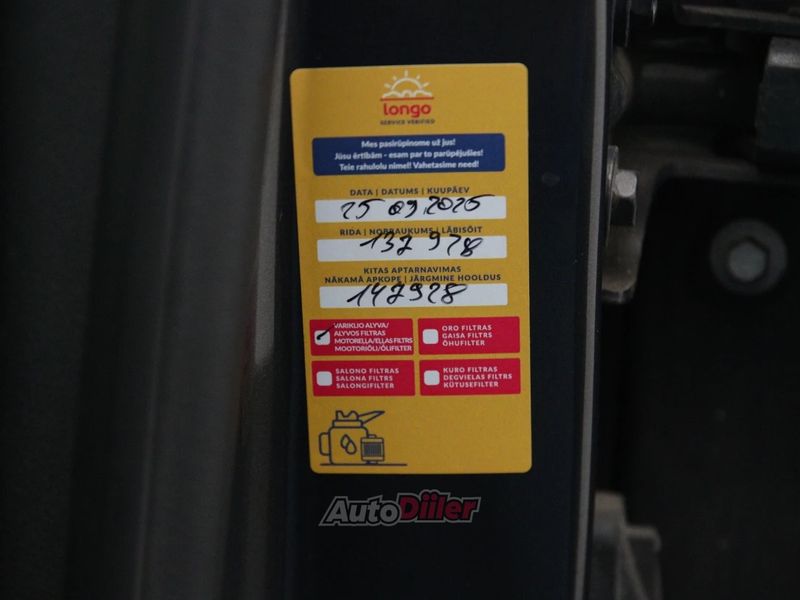 longo
SERVICE VERIFIED
Mes pasirūpinome už jus!
Jūsu ērtībām - esam par to parūpējušies!
Teie rahulolu nimel! Vahetasime need!
DATA | DATUMS | KUUPÄEV
25 09.2025
RIDA | NOBRAUKUMS | LÄBISÕIT
137 928
KITAS APTARNAVIMAS
NĀKAMĀ APKOPE | JÄRGMINE HOOLDUS
147928
VARIKLIO ALYVA/
ALYVOS FILTRAS
MOTOREĻĻA/EĻĻAS FILTRS
MOOTORIÕLI/ÕLIFILTER
ORO FILTRAS
GAISA FILTRS
ÕHUFILTER
SALONO FILTRAS
SALONA FILTRS
SALONGIFILTER
KURO FILTRAS
DEGVIELAS FILTRS
KÜTUSEFILTER
AutoDiiler